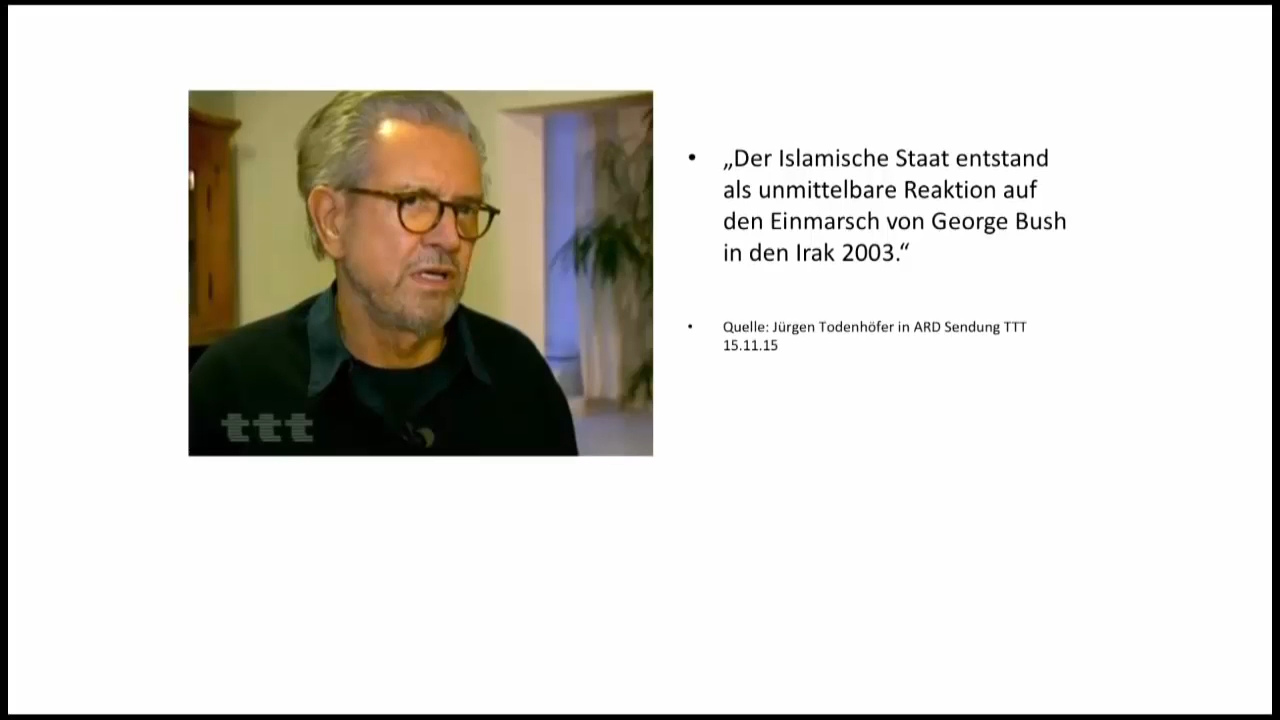 ttt
• „Der Islamische Staat entstand
als unmittelbare Reaktion auf
den Einmarsch von George Bush
in den Irak 2003.“
• Quelle: Jürgen Todenhöfer in ARD Sendung TTT
15.11.15